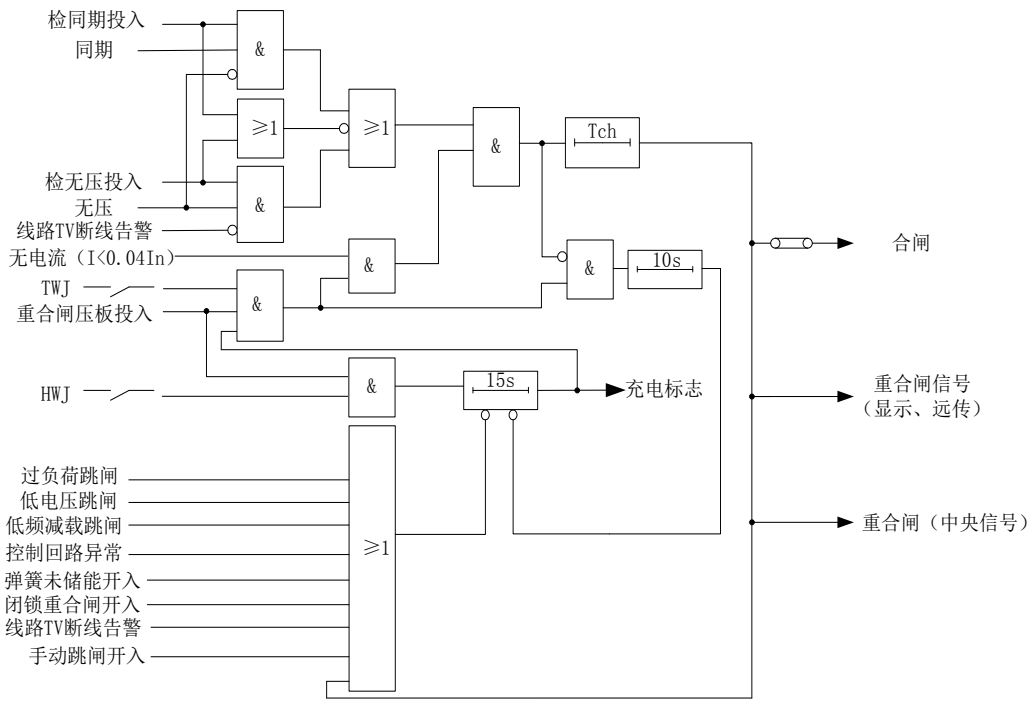 检同期投入
同期
&
≥1
≥1
&
Tch
检无压投入
无压
线路TV断线告警
&
合闸
无电流（I<0.04In）
&
&
10s
TWJ
重合闸压板投入
&
HWJ
&
15s
充电标志
重合闸信号
（显示、远传）
过负荷跳闸
低电压跳闸
低频减载跳闸
控制回路异常
弹簧未储能开入
闭锁重合闸开入
线路TV断线告警
手动跳闸开入
≥1
重合闸（中央信号）